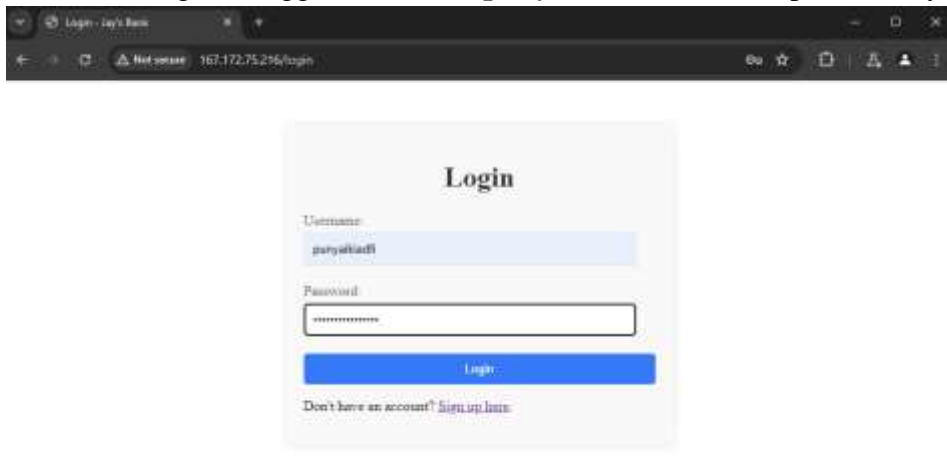 Login - Jay's Bank
Not secure 167.172.75.216/login
Login
Username:
Password:
Login
Don't have an account? Sign up here.